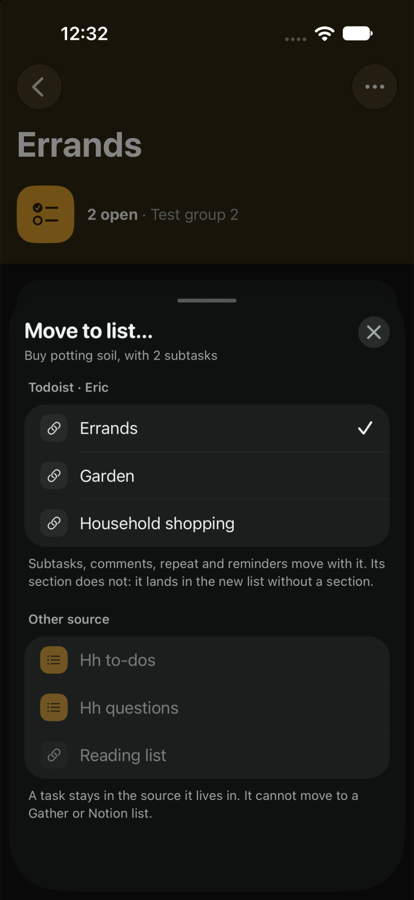 12:32
Errands
2 open · Test group 2
Move to list...
Buy potting soil, with 2 subtasks
Todoist · Eric
Errands
Garden
Household shopping
Subtasks, comments, repeat and reminders move with it. Its
section does not: it lands in the new list without a section.
Other source
Hh to-dos
Hh questions
Reading list
A task stays in the source it lives in. It cannot move to a
Gather or Notion list.